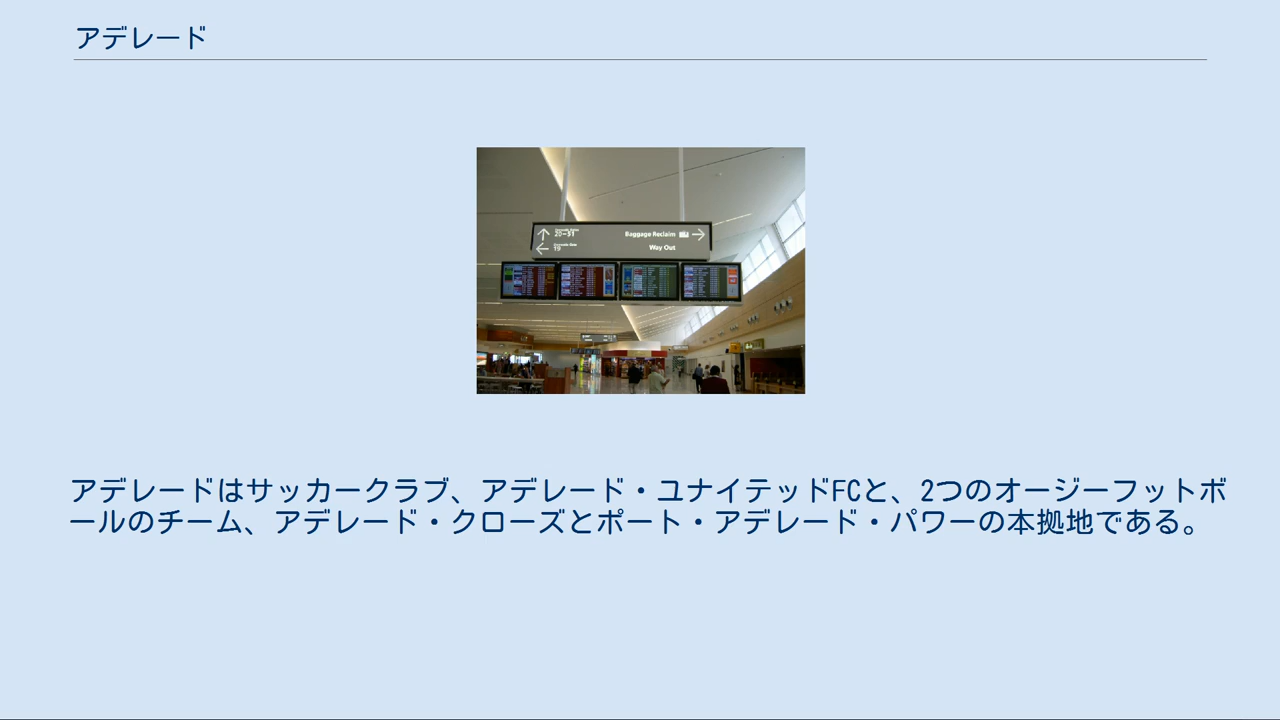 アデレード
20-31
19
Baggage Reclaim
Way Out
アデレードはサッカークラブ、アデレード・ユナイテッドFCと、2つのオージーフットボ
ールのチーム、アデレード・クローズとポート・アデレード・パワーの本拠地である。